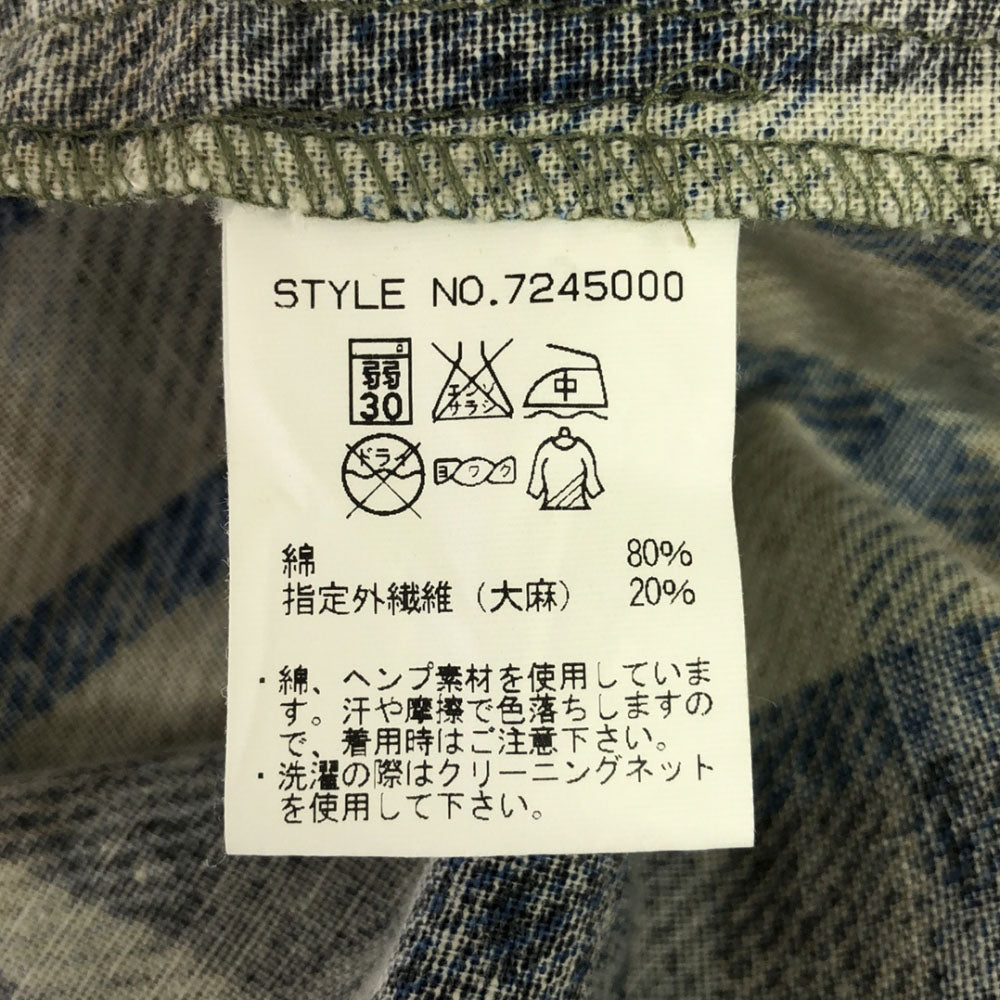 STYLE NO.7245000
弱
30
エンソ
サラシ
中
ドライ
ヨワク
綿 80%
指定外繊維（大麻） 20%
・綿、ヘンプ素材を使用していま
す。汗や摩擦で色落ちしますの
で、着用時はご注意下さい。
・洗濯の際はクリーニングネット
を使用して下さい。